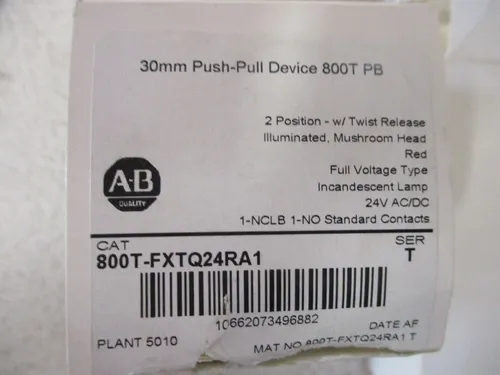 30mm Push-Pull Device 800T PB
2 Position - w/ Twist Release
Illuminated, Mushroom Head
Red
Full Voltage Type
Incandescent Lamp
24V AC/DC
1-NCLB 1-NO Standard Contacts
A-B
QUALITY
CAT
SER
800T-FXTQ24RA1
T
10662073496882
DATE AF
PLANT 5010
MAT NO 800T-FXTQ24RA1 T